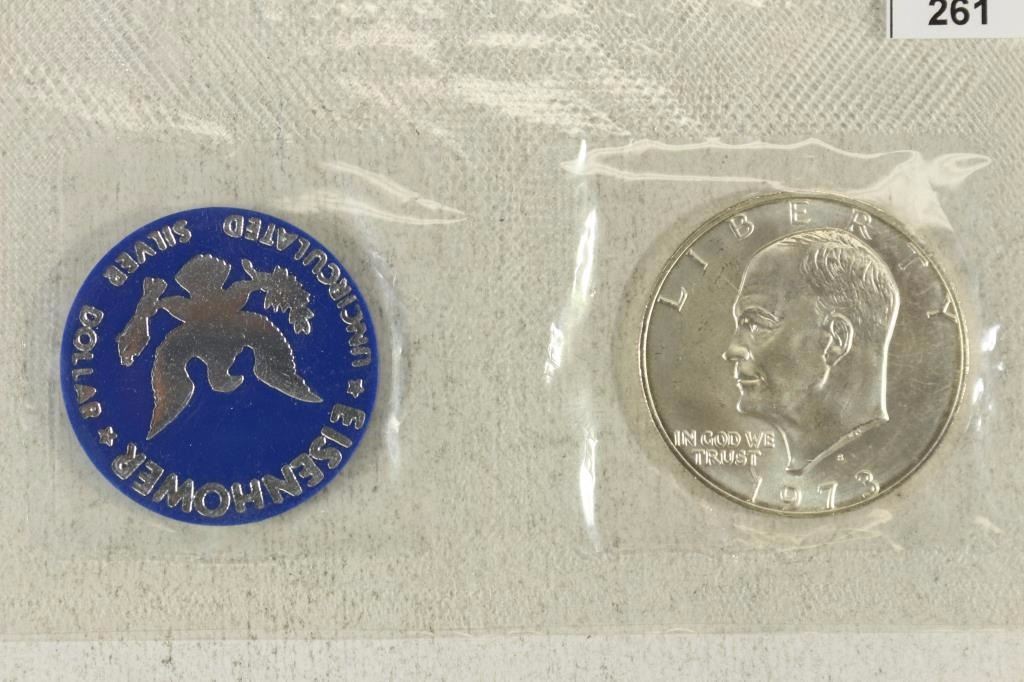 261
EISENHOWER
★ UNCIRCULATED SILVER DOLLAR ★
LIBERTY
IN GOD WE
TRUST
S
1973